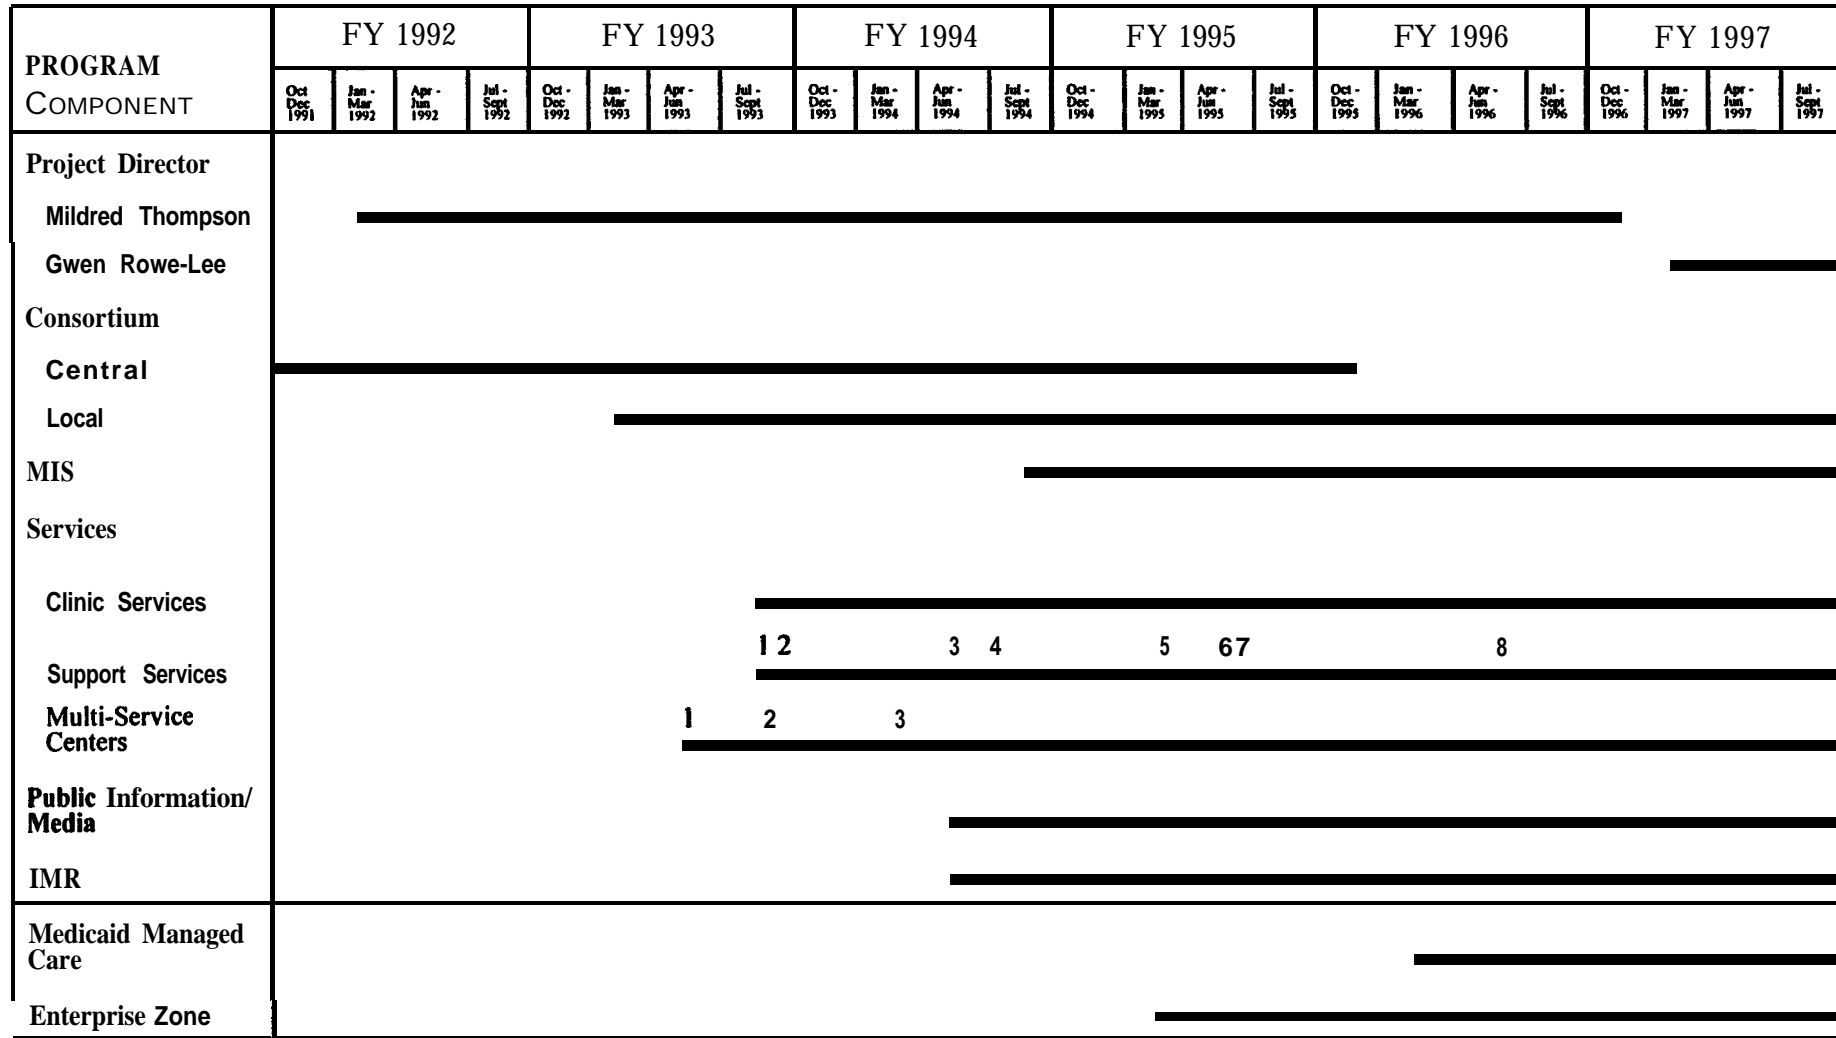 FY 1992 FY 1993 FY 1994 FY 1995 FY 1996 FY 1997
PROGRAM
COMPONENT
Oct Jan - Apr - Jul - Oct - Jan - Apr - Jul - Oct - Jan - Apr - Jul - Oct - Jan - Apr - Jul - Oct - Jan - Apr - Jul - Oct - Jan - Apr - Jul -
Dec Mar Jun Sept Dec Mar Jun Sept Dec Mar Jun Sept Dec Mar Jun Sept Dec Mar Jun Sept Dec Mar Jun Sept
1991 1992 1992 1992 1992 1993 1993 1993 1993 1994 1994 1994 1994 1995 1995 1995 1995 1996 1996 1996 1996 1997 1997 1997
Project Director
Mildred Thompson
Gwen Rowe-Lee
Consortium
Central
Local
MIS
Services
Clinic Services
1 2 3 4 5 6 7 8
Support Services
Multi-Service 1 2 3
Centers
Public Information/
Media
IMR
Medicaid Managed
Care
Enterprise Zone